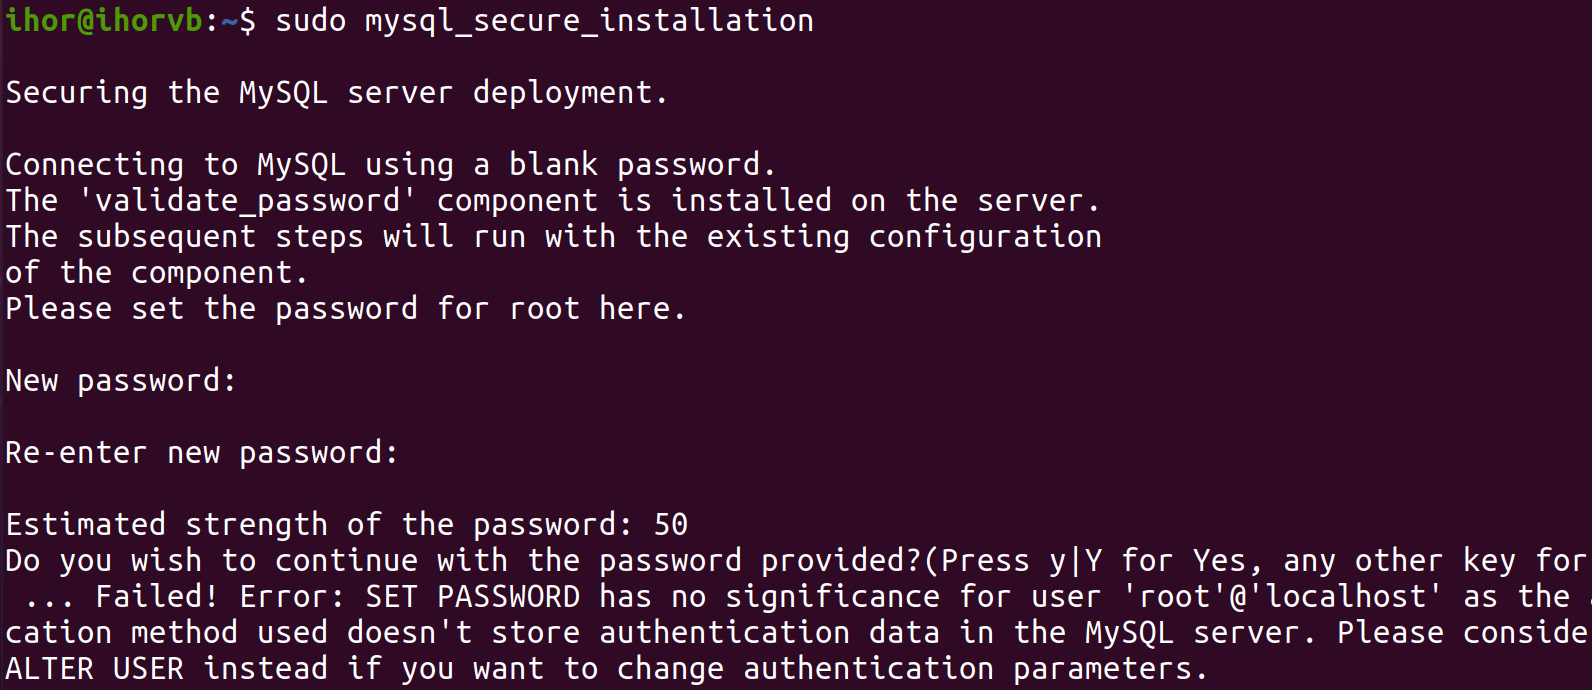 ihor@ihorvb:~$ sudo mysql_secure_installation
Securing the MySQL server deployment.
Connecting to MySQL using a blank password.
The 'validate_password' component is installed on the server.
The subsequent steps will run with the existing configuration
of the component.
Please set the password for root here.
New password:
Re-enter new password:
Estimated strength of the password: 50
Do you wish to continue with the password provided?(Press y|Y for Yes, any other key for
... Failed! Error: SET PASSWORD has no significance for user 'root'@'localhost' as the
cation method used doesn't store authentication data in the MySQL server. Please conside
ALTER USER instead if you want to change authentication parameters.